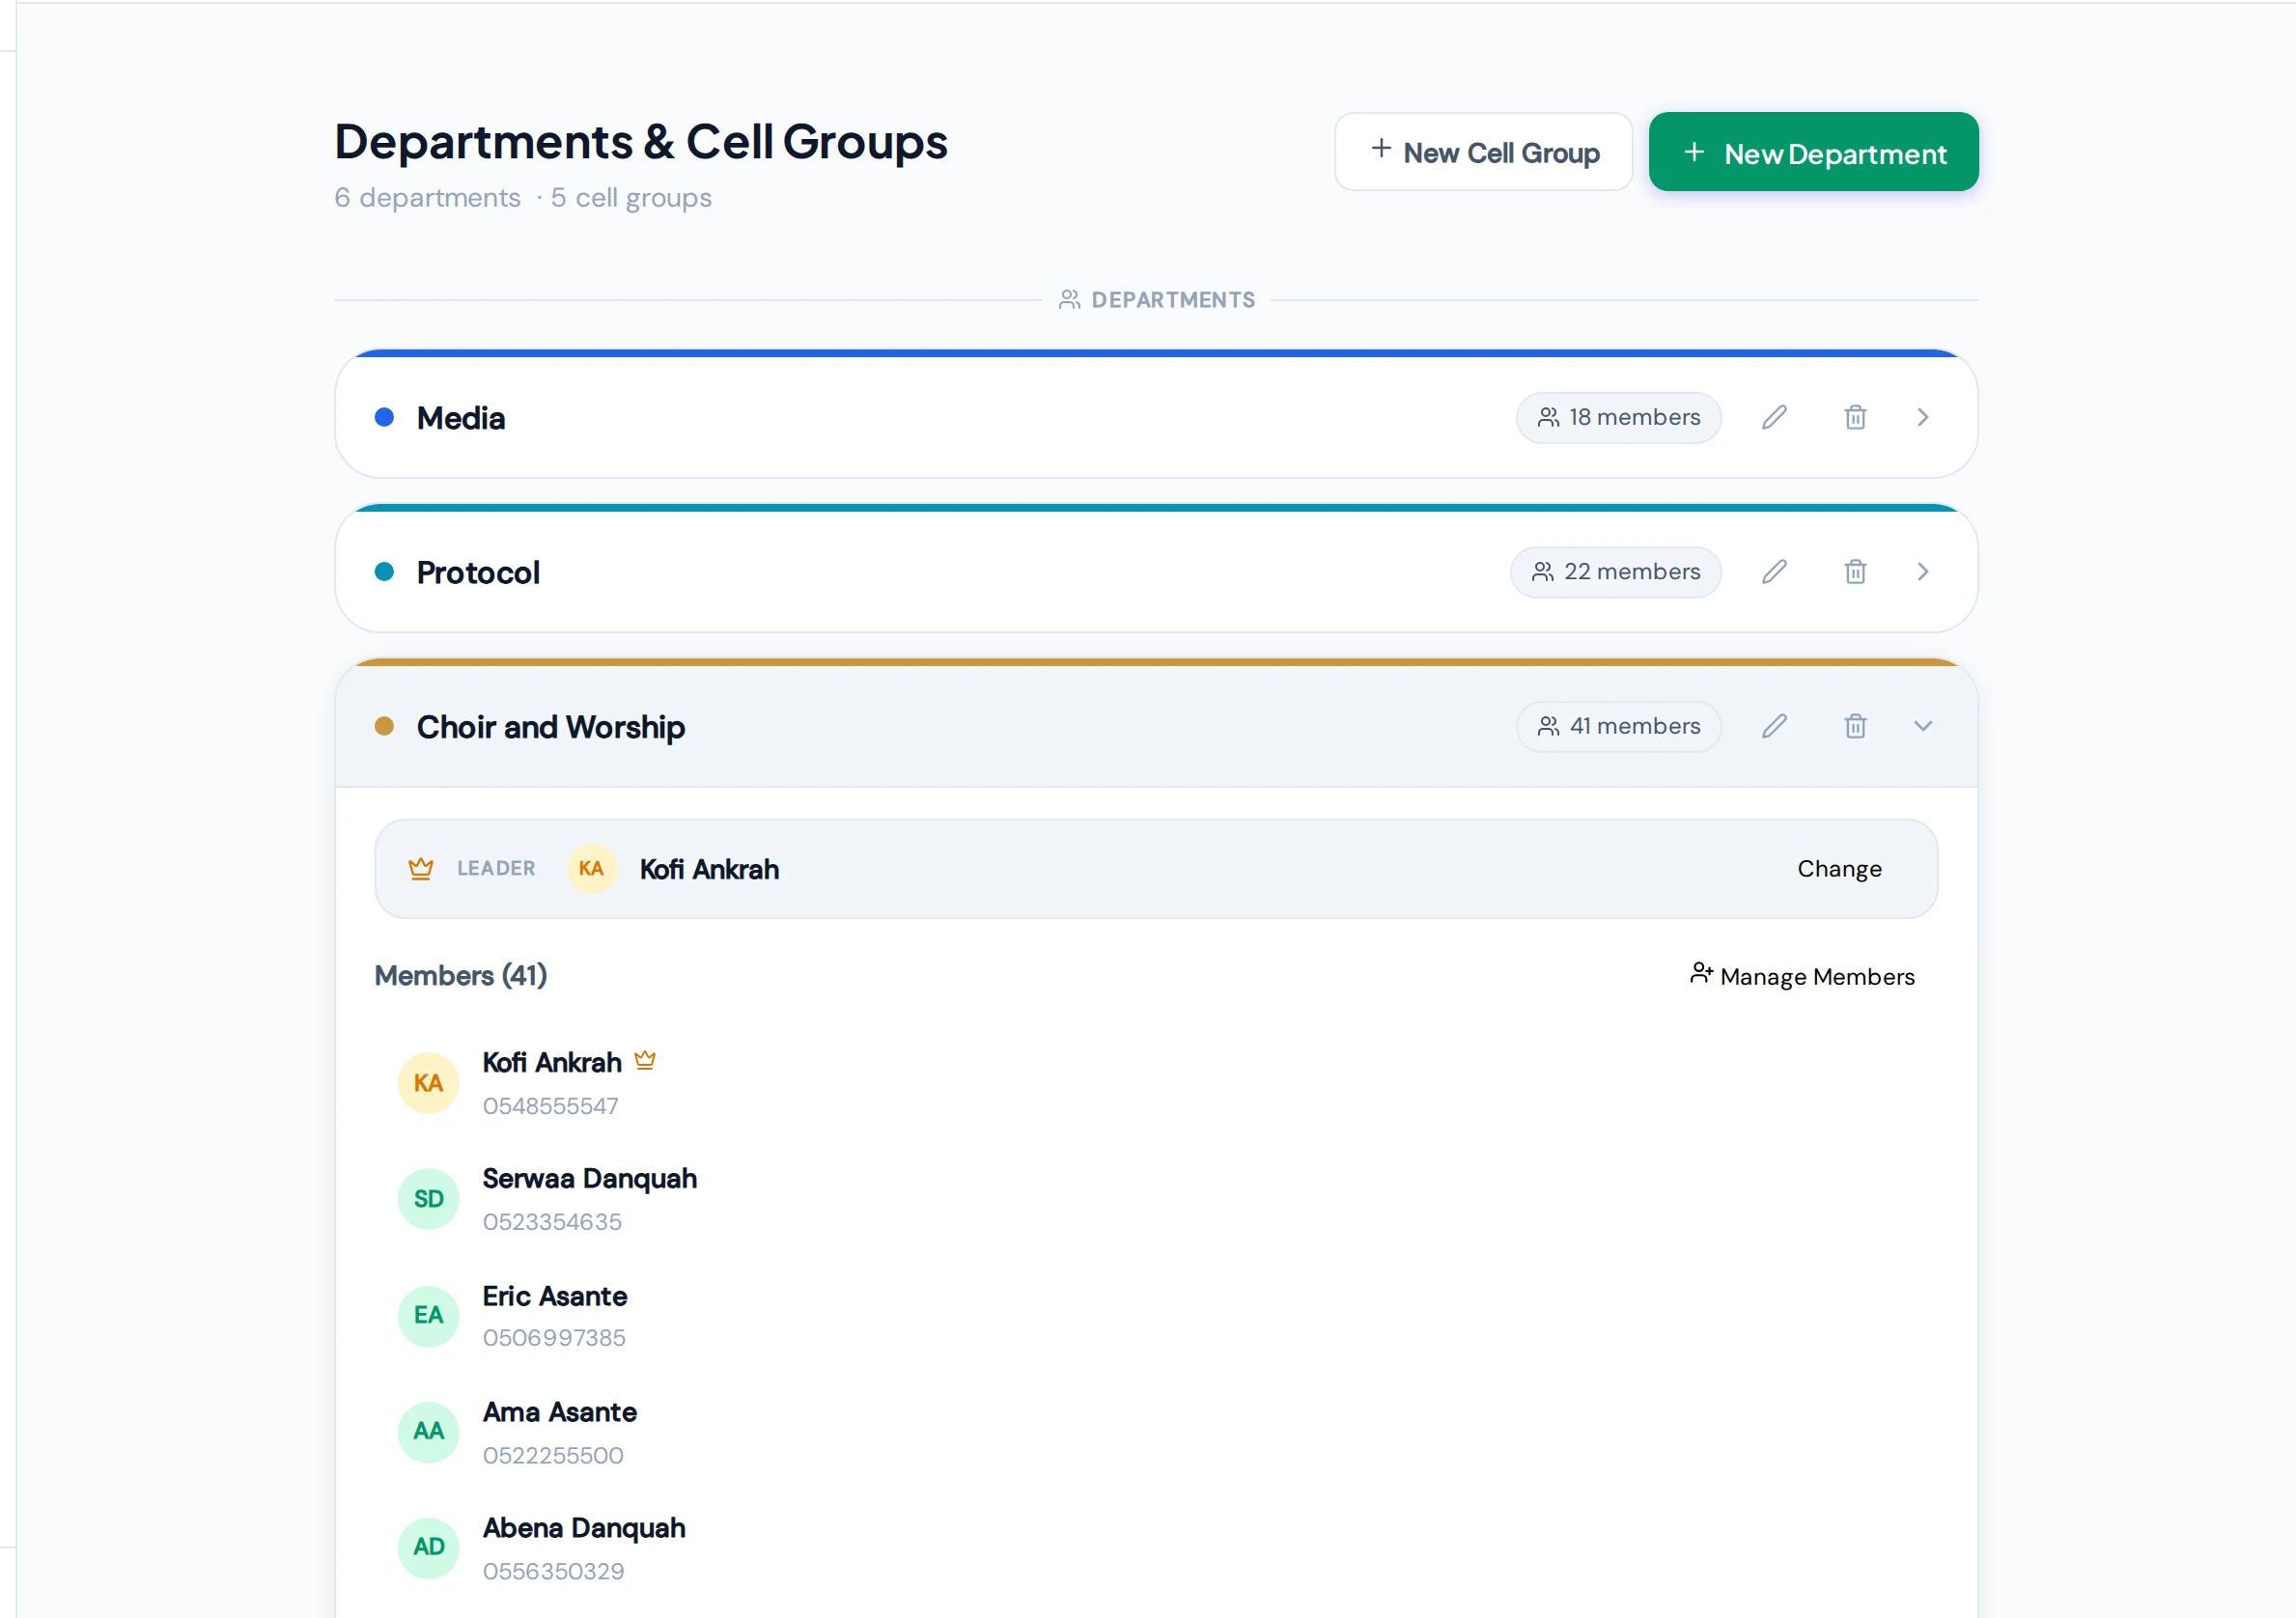 Departments & Cell Groups
6 departments · 5 cell groups
+ New Cell Group
+ New Department
DEPARTMENTS
Media
18 members
Protocol
22 members
Choir and Worship
41 members
LEADER KA Kofi Ankrah
Change
Members (41)
Manage Members
KA
Kofi Ankrah
0548555547
SD
Serwaa Danquah
0523354635
EA
Eric Asante
0506997385
AA
Ama Asante
0522255500
AD
Abena Danquah
0556350329